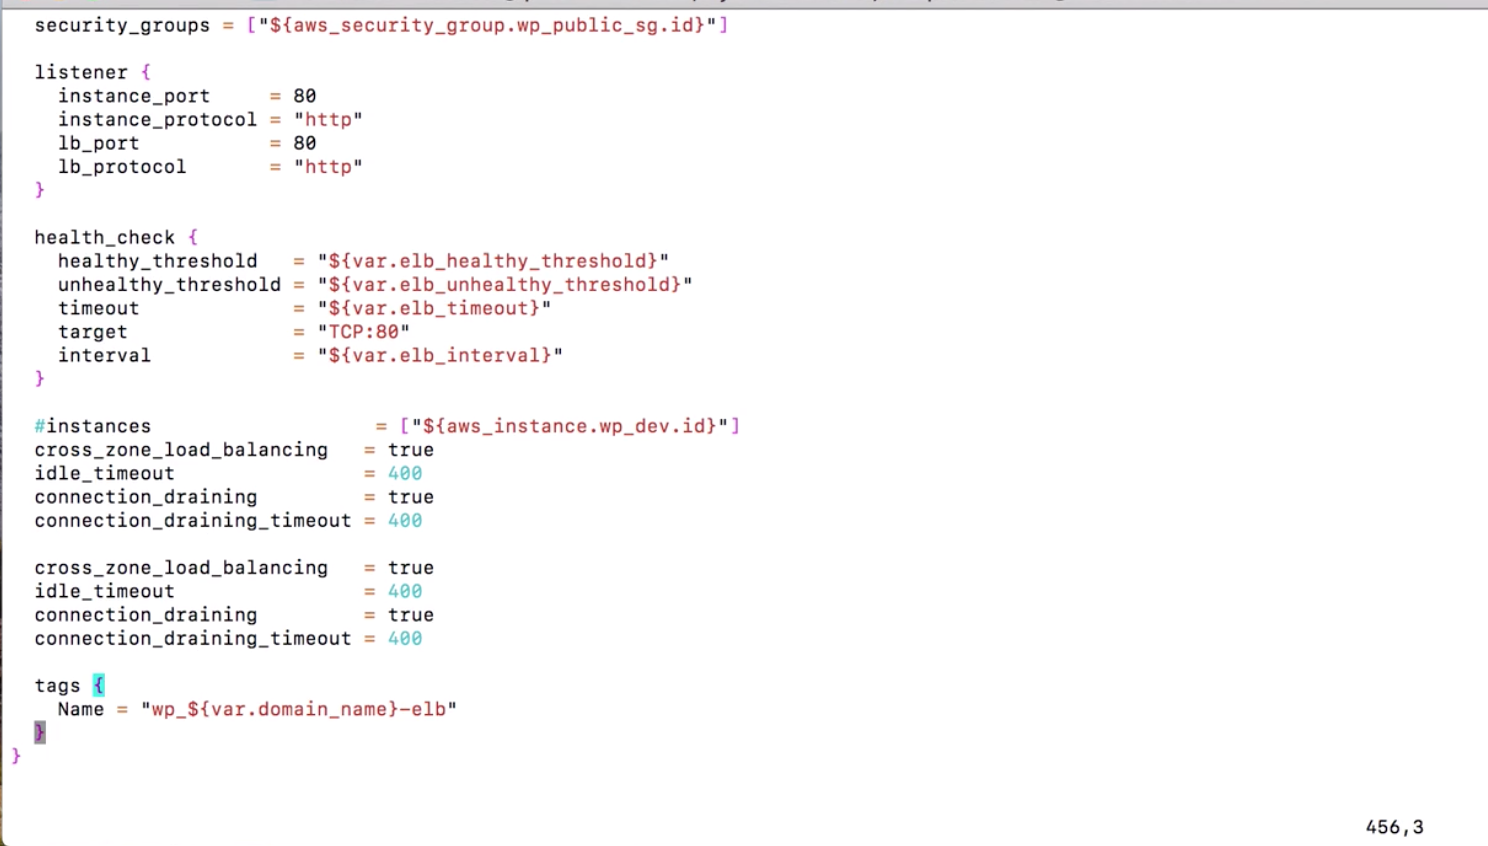 security_groups = ["${aws_security_group.wp_public_sg.id}"]
listener {
instance_port = 80
instance_protocol = "http"
lb_port = 80
lb_protocol = "http"
}
health_check {
healthy_threshold = "${var.elb_healthy_threshold}"
unhealthy_threshold = "${var.elb_unhealthy_threshold}"
timeout = "${var.elb_timeout}"
target = "TCP:80"
interval = "${var.elb_interval}"
}
#instances = ["${aws_instance.wp_dev.id}"]
cross_zone_load_balancing = true
idle_timeout = 400
connection_draining = true
connection_draining_timeout = 400
cross_zone_load_balancing = true
idle_timeout = 400
connection_draining = true
connection_draining_timeout = 400
tags {
Name = "wp_${var.domain_name}-elb"
}
}
456,3